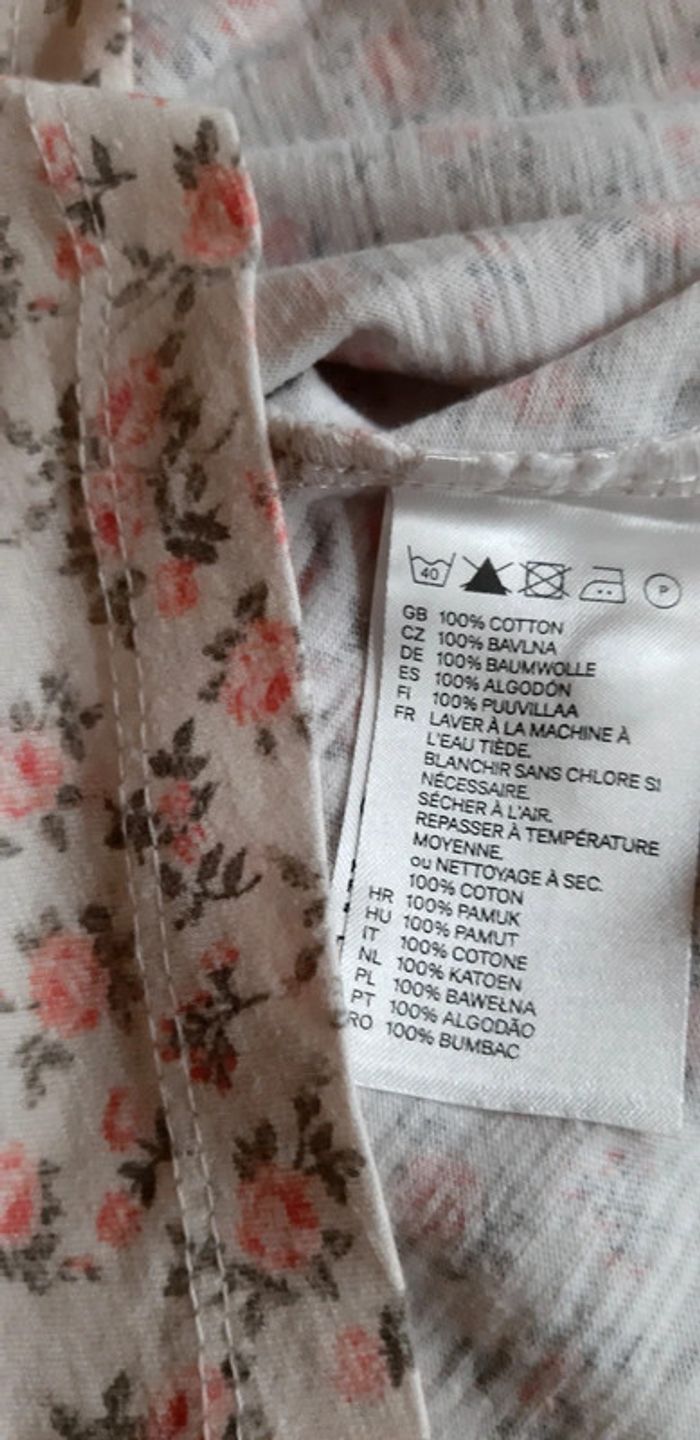 40 P
GB 100% COTTON
CZ 100% BAVLNA
DE 100% BAUMWOLLE
ES 100% ALGODÓN
FI 100% PUUVILLAA
FR LAVER À LA MACHINE À
L'EAU TIÈDE.
BLANCHIR SANS CHLORE SI
NÉCESSAIRE.
SÉCHER À L'AIR.
REPASSER À TEMPÉRATURE
MOYENNE.
ou NETTOYAGE À SEC.
100% COTON
HR 100% PAMUK
HU 100% PAMUT
IT 100% COTONE
NL 100% KATOEN
PL 100% BAWEŁNA
PT 100% ALGODÃO
RO 100% BUMBAC